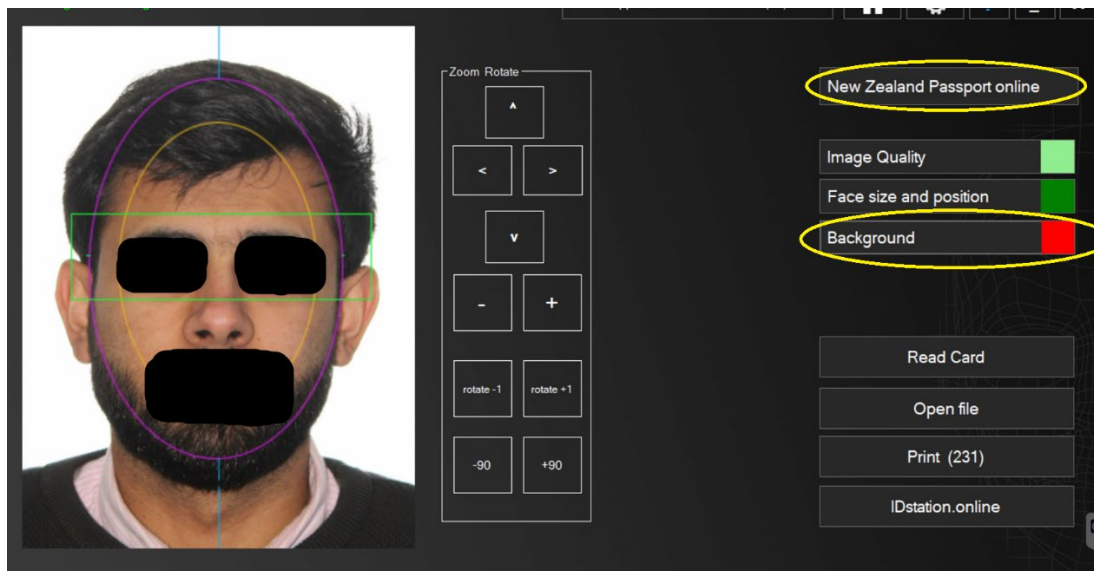 Zoom Rotate
^
< >
v
- +
rotate -1 rotate +1
-90 +90
New Zealand Passport online
Image Quality
Face size and position
Background
Read Card
Open file
Print (231)
IDstation.online